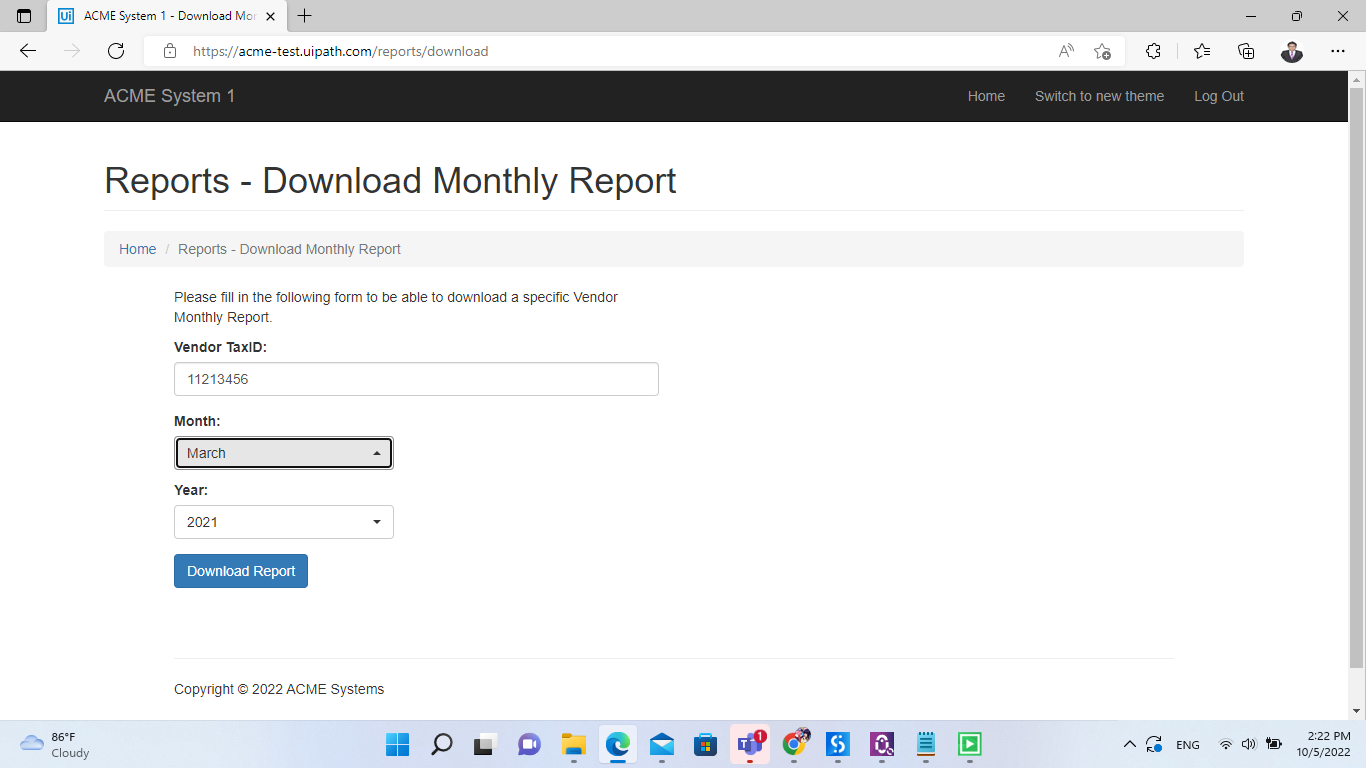 Ui ACME System 1 - Download Mor
https://acme-test.uipath.com/reports/download
ACME System 1
Home Switch to new theme Log Out
Reports - Download Monthly Report
Home / Reports - Download Monthly Report
Please fill in the following form to be able to download a specific Vendor
Monthly Report.
Vendor TaxID:
11213456
Month:
March
Year:
2021
Download Report
Copyright © 2022 ACME Systems
86°F
Cloudy
1
ENG
2:22 PM
10/5/2022